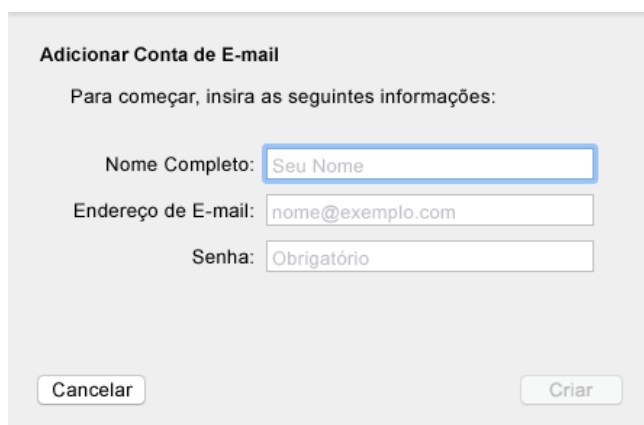 Adicionar Conta de E-mail
Para começar, insira as seguintes informações:
Nome Completo: Seu Nome
Endereço de E-mail: nome@exemplo.com
Senha: Obrigatório
Cancelar Criar